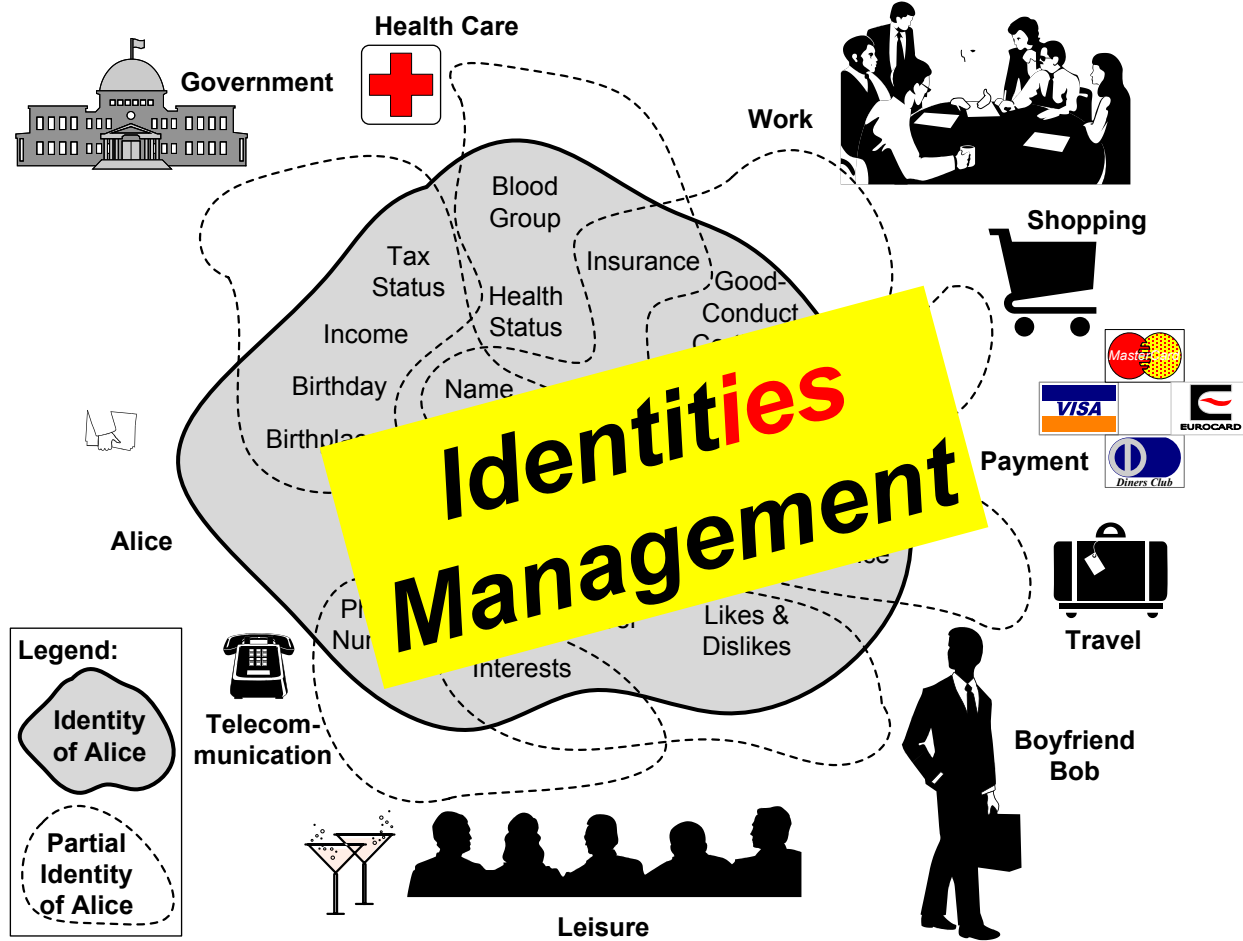 Health Care
Government
Work
Shopping
Blood
Group
Tax
Status
Insurance
Good-
Conduct
Health
Status
Income
Birthday
Name
MasterCard
VISA
EUROCARD
Diners Club
Payment
Identities
Management
Alice
Likes &
Dislikes
Interests
Travel
Legend:
Identity
of Alice
Partial
Identity
of Alice
Telecom-
munication
Boyfriend
Bob
Leisure